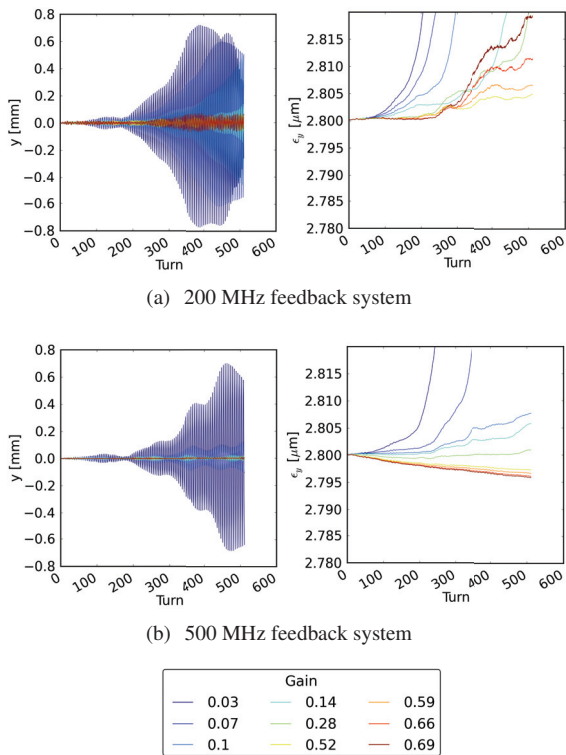 0.8
0.6
0.4
0.2
0.0
−0.2
−0.4
−0.6
−0.8
y [mm]
0 100 200 300 400 500 600
Turn
2.815
2.810
2.805
2.800
2.795
2.790
2.785
2.780
ϵy [µm]
0 100 200 300 400 500 600
Turn
(a) 200 MHz feedback system
0.8
0.6
0.4
0.2
0.0
−0.2
−0.4
−0.6
−0.8
y [mm]
0 100 200 300 400 500 600
Turn
2.815
2.810
2.805
2.800
2.795
2.790
2.785
2.780
ϵy [µm]
0 100 200 300 400 500 600
Turn
(b) 500 MHz feedback system
Gain
0.03 0.14 0.59
0.07 0.28 0.66
0.1 0.52 0.69